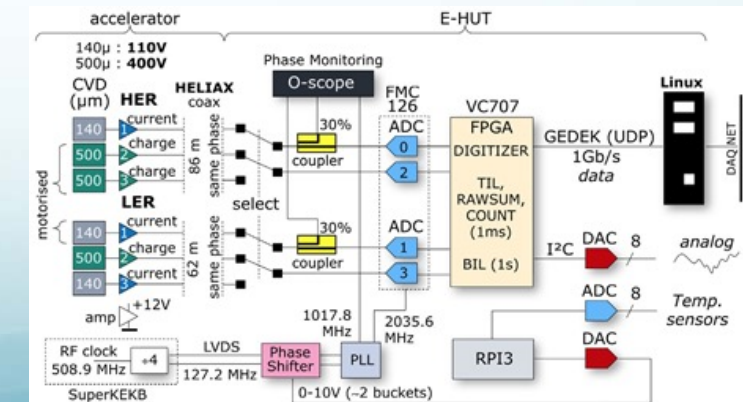 accelerator
E-HUT
140μ : 110V
500μ : 400V
Phase Monitoring
O-scope
CVD
(μm)
HER
HELIAX
coax
FMC
126
VC707
Linux
140
1
current
500
2
charge
500
3
charge
motorised
86 m
same phase
30%
coupler
ADC
0
2
FPGA
DIGITIZER
TIL,
RAWSUM,
COUNT
(1ms)
BIL (1s)
GEDEK (UDP)
1Gb/s
data
DAQ NET
LER
select
140
1
current
500
2
charge
140
3
current
62 m
same phase
30%
coupler
ADC
1
3
I²C
DAC
8
analog
+12V
amp
1017.8
MHz
2035.6
MHz
ADC
8
Temp.
sensors
RF clock
508.9 MHz
÷4
LVDS
127.2 MHz
Phase
Shifter
PLL
RPI3
DAC
SuperKEKB
0-10V (~2 buckets)